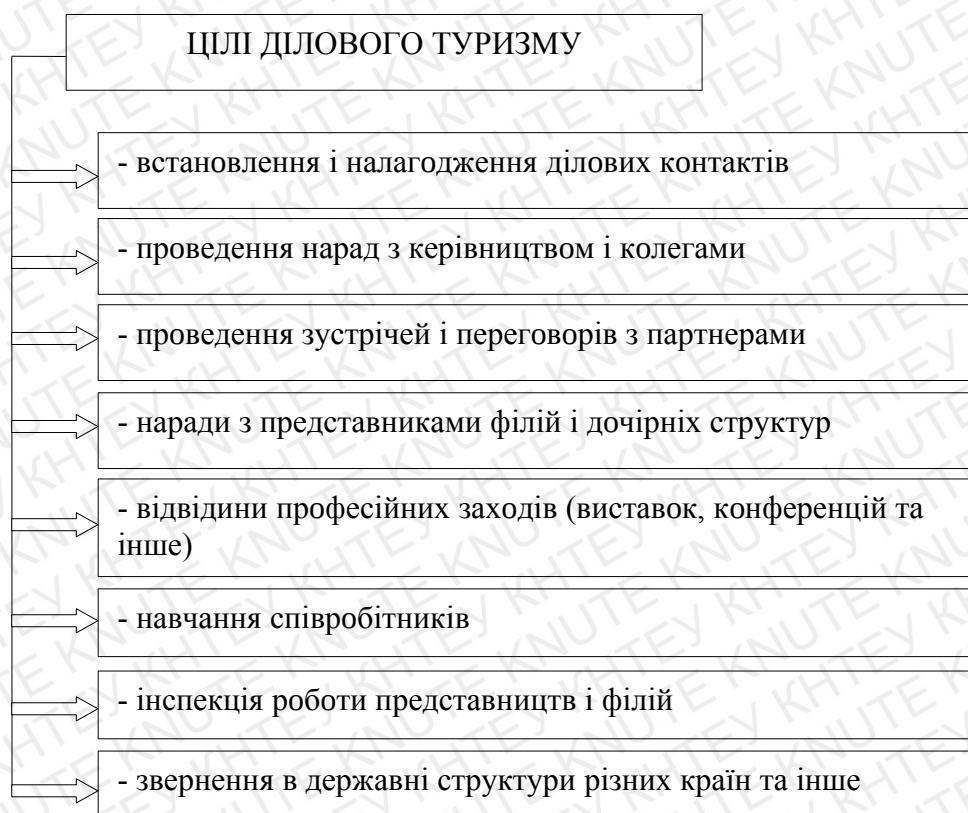 ЦІЛІ ДІЛОВОГО ТУРИЗМУ
- встановлення і налагодження ділових контактів
- проведення нарад з керівництвом і колегами
- проведення зустрічей і переговорів з партнерами
- наради з представниками філій і дочірніх структур
- відвідини професійних заходів (виставок, конференцій та
інше)
- навчання співробітників
- інспекція роботи представництв і філій
- звернення в державні структури різних країн та інше